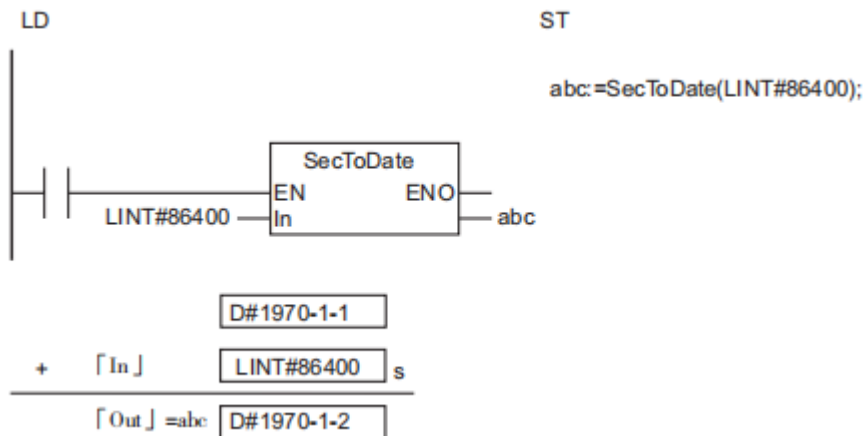 LD
ST
abc:=SecToDate(LINT#86400);
SecToDate
EN ENO
LINT#86400 In abc
D#1970-1-1
+ 「In」 LINT#86400 s
「Out」=abc D#1970-1-2